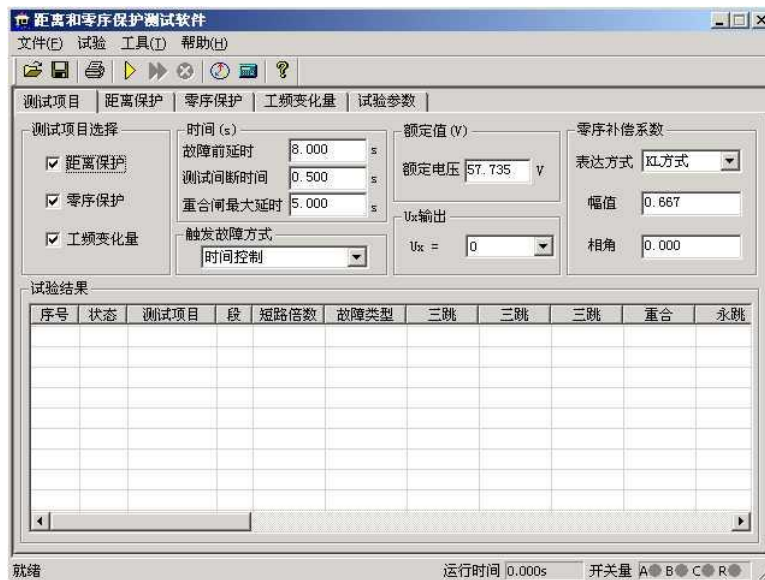 距离和零序保护测试软件
文件(F) 试验 工具(T) 帮助(H)
测试项目 距离保护 零序保护 工频变化量 试验参数
测试项目选择
距离保护
零序保护
工频变化量
时间(s)
故障前延时 8.000 s
测试间断时间 0.500 s
重合闸最大延时 5.000 s
触发故障方式
时间控制
额定值(V)
额定电压 57.735 V
Ux输出
Ux = 0
零序补偿系数
表达方式 KL方式
幅值 0.667
相角 0.000
试验结果
序号 状态 测试项目 段 短路倍数 故障类型 三跳 三跳 三跳 重合 永跳
就绪 运行时间 0.000s 开关量 A B C R